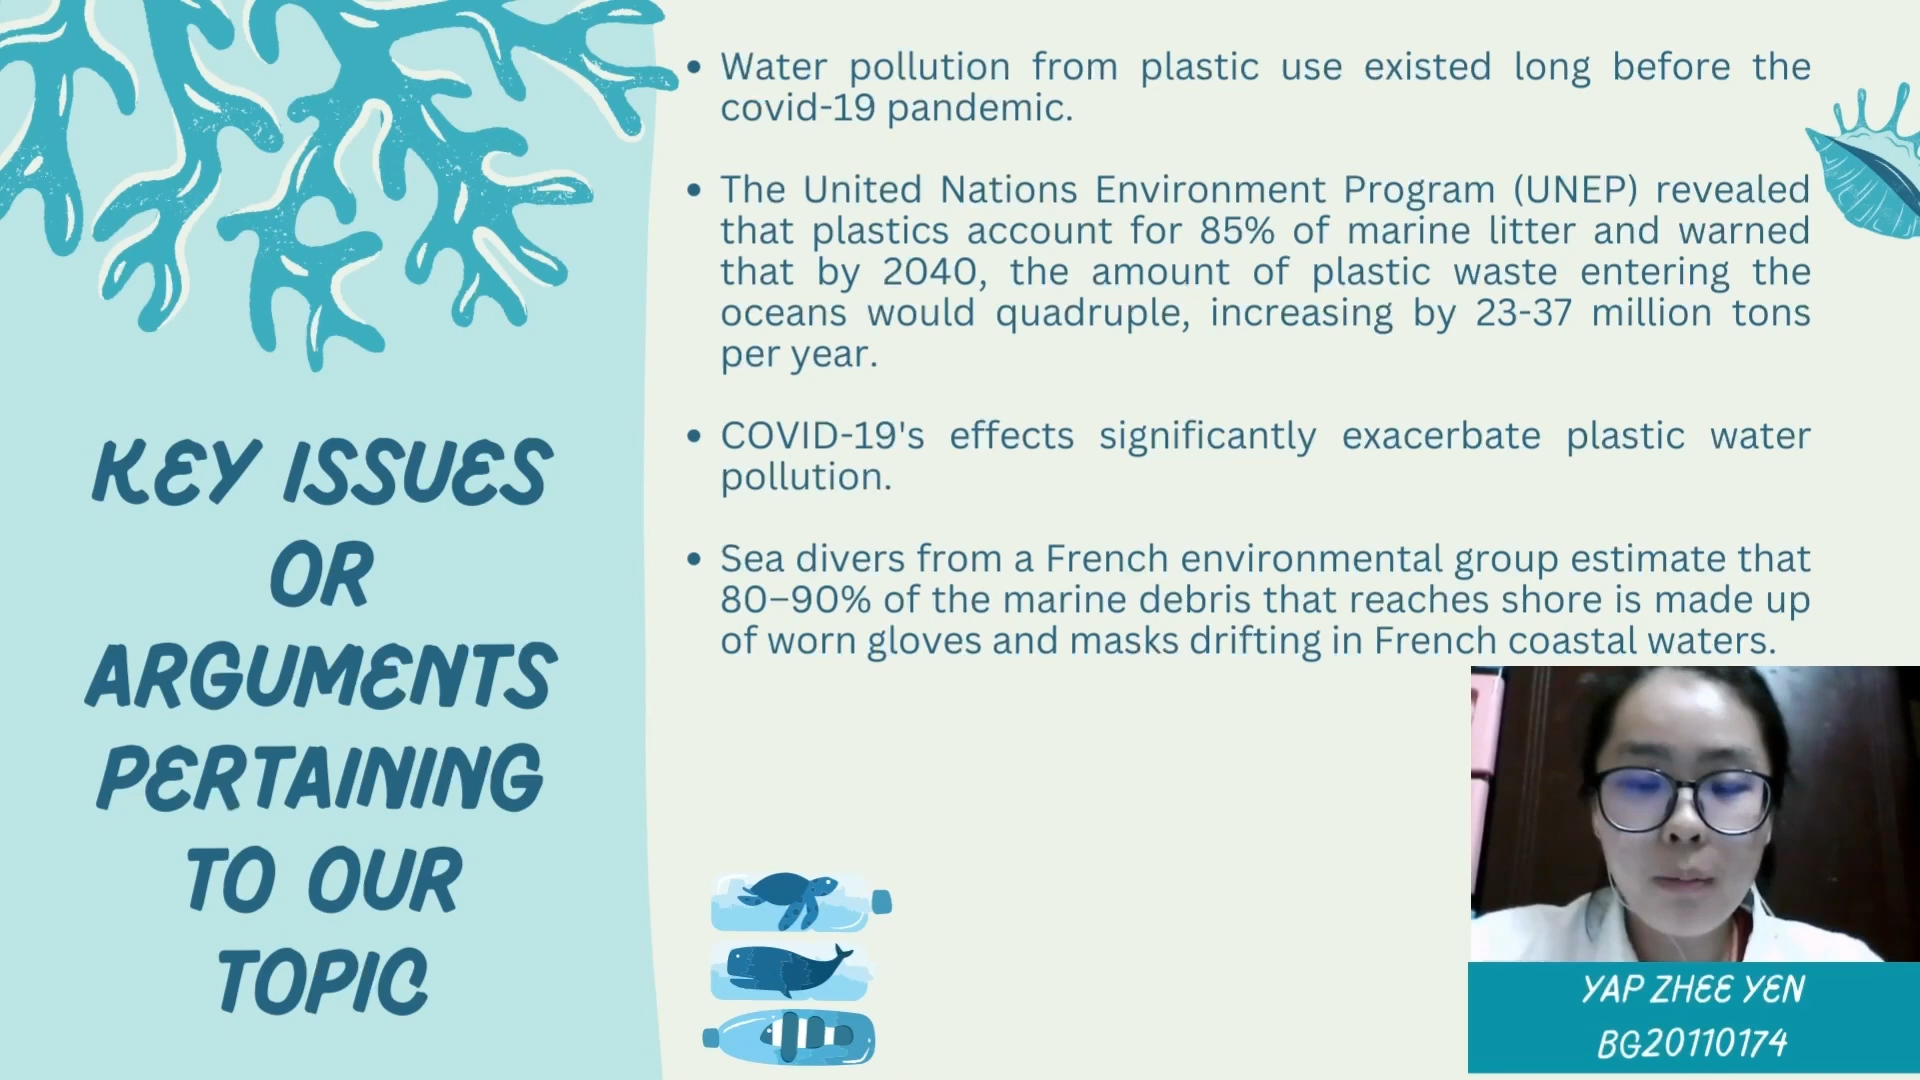 KEY ISSUES
OR
ARGUMENTS
PERTAINING
TO OUR
TOPIC
• Water pollution from plastic use existed long before the
covid-19 pandemic.
• The United Nations Environment Program (UNEP) revealed
that plastics account for 85% of marine litter and warned
that by 2040, the amount of plastic waste entering the
oceans would quadruple, increasing by 23-37 million tons
per year.
• COVID-19's effects significantly exacerbate plastic water
pollution.
• Sea divers from a French environmental group estimate that
80–90% of the marine debris that reaches shore is made up
of worn gloves and masks drifting in French coastal waters.
YAP ZHEE YEN
BG20110174